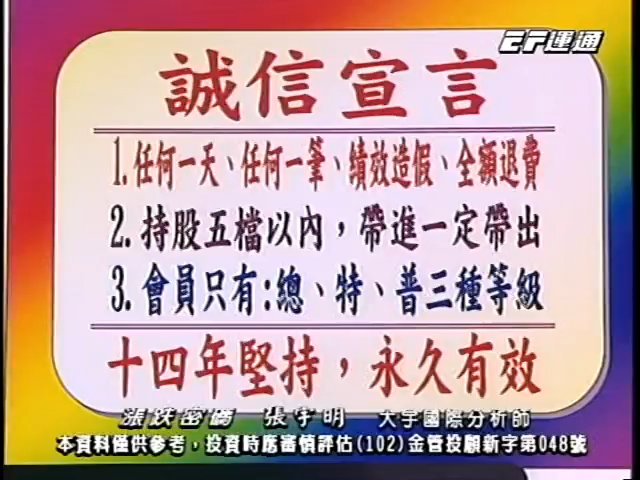 EF運通
誠信宣言
1.任何一天、任何一筆、績效造假、全額退費
2.持股五檔以內，帶進一定帶出
3.會員只有:總、特、普三種等級
十四年堅持，永久有效
漲跌密碼 張宇明 大宇國際分析師
本資料僅供參考，投資時應審慎評估(102)金管投顧新字第048號